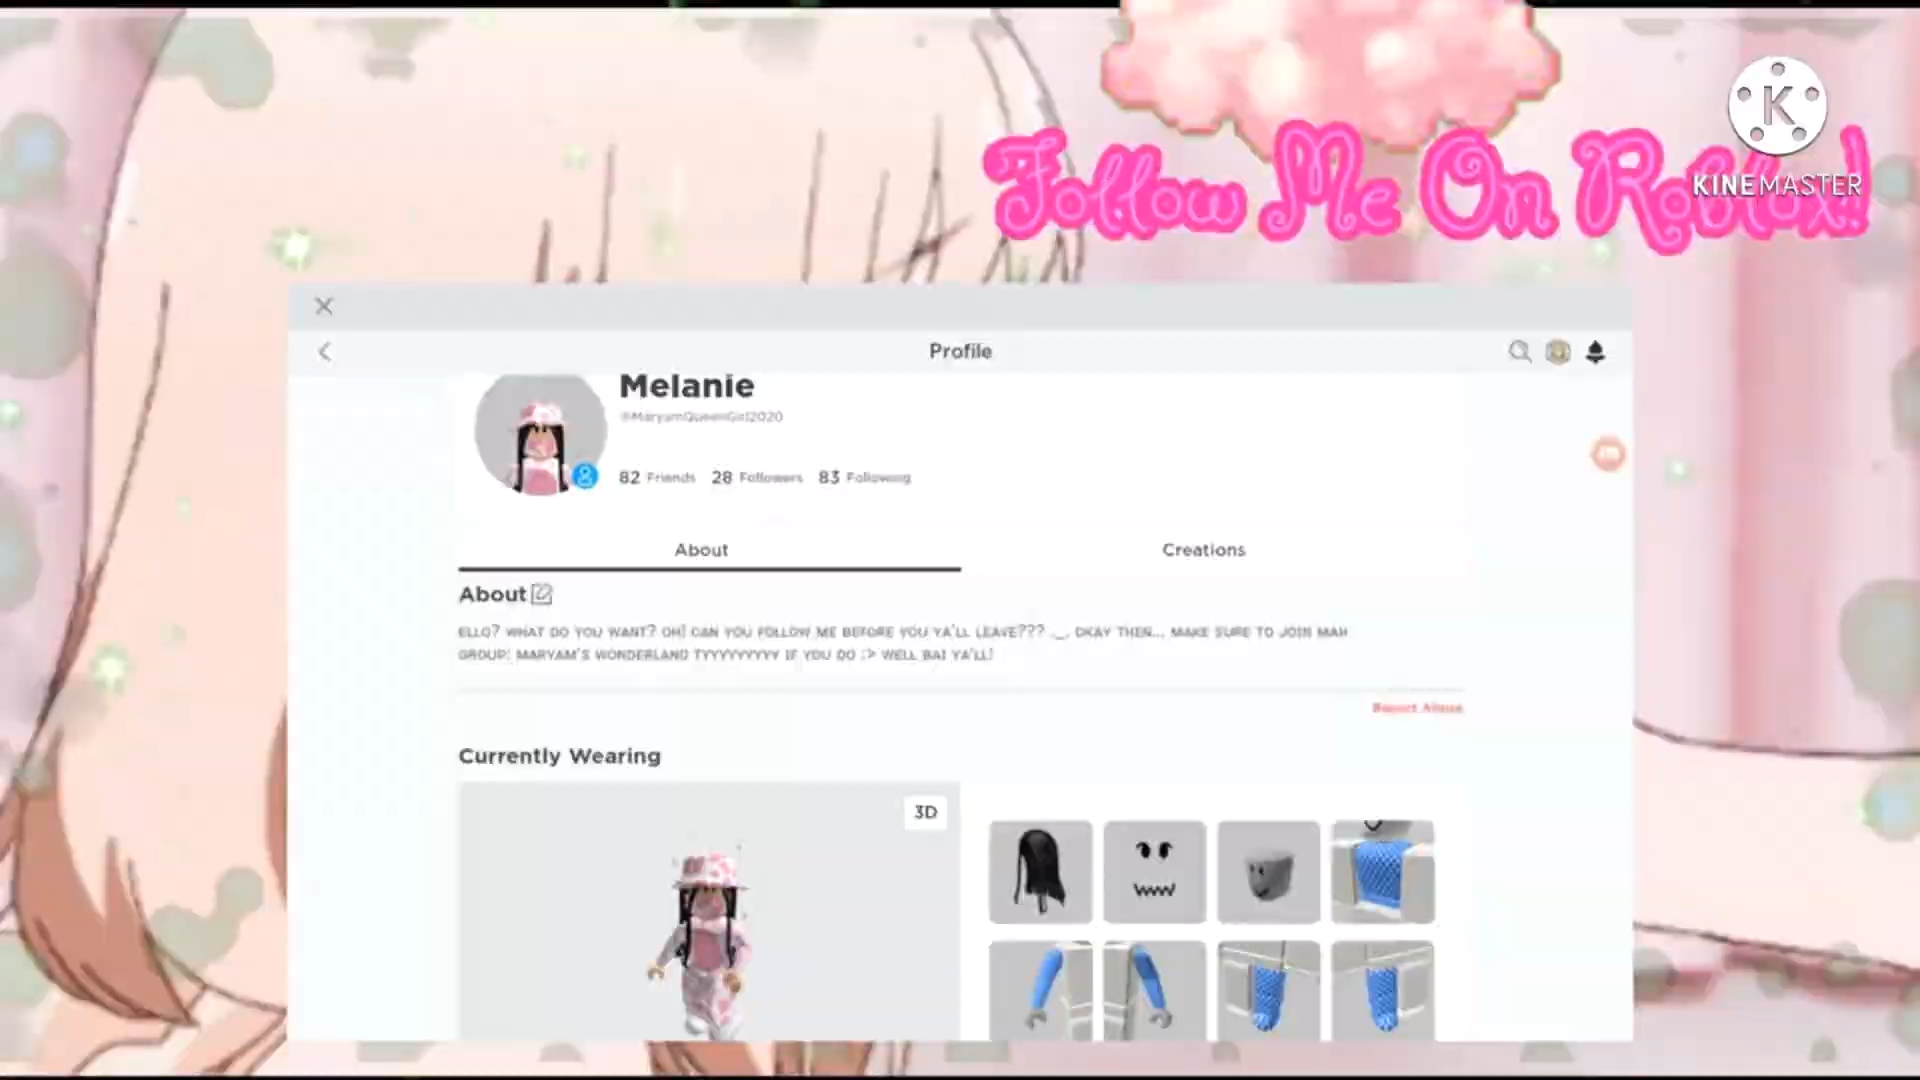 Follow Me On Roblox!
KINEMASTER
Profile
Melanie
@MaryamQueenGirl2020
82 Friends 28 Followers 83 Following
About Creations
About
ELLO? WHAT DO YOU WANT? OH! CAN YOU FOLLOW ME BEFORE YOU YA'LL LEAVE??? ._. OKAY THEN... MAKE SURE TO JOIN MAH
GROUP: MARYAM'S WONDERLAND TYYYYYYYYY IF YOU DO :> WELL BAI YA'LL!
Report Abuse
Currently Wearing
3D